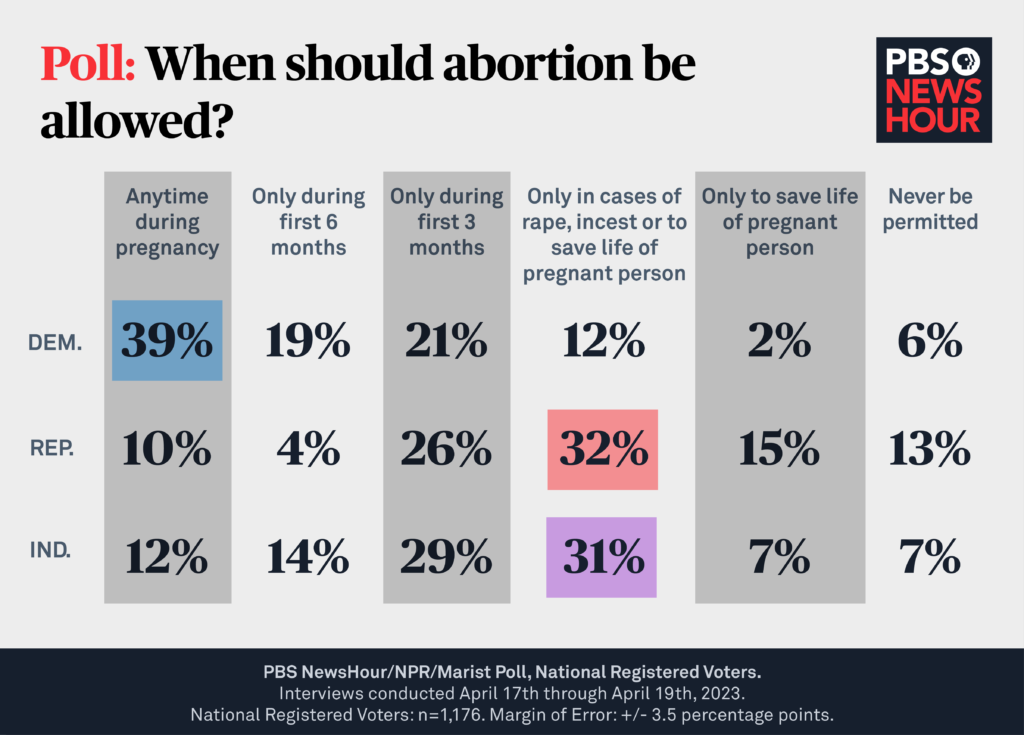 Poll: When should abortion be
allowed?
PBS
NEWS
HOUR
Anytime
during
pregnancy
Only during
first 6
months
Only during
first 3
months
Only in cases of
rape, incest or to
save life of
pregnant person
Only to save life
of pregnant
person
Never be
permitted
DEM. 39% 19% 21% 12% 2% 6%
REP. 10% 4% 26% 32% 15% 13%
IND. 12% 14% 29% 31% 7% 7%
PBS NewsHour/NPR/Marist Poll, National Registered Voters.
Interviews conducted April 17th through April 19th, 2023.
National Registered Voters: n=1,176. Margin of Error: +/- 3.5 percentage points.